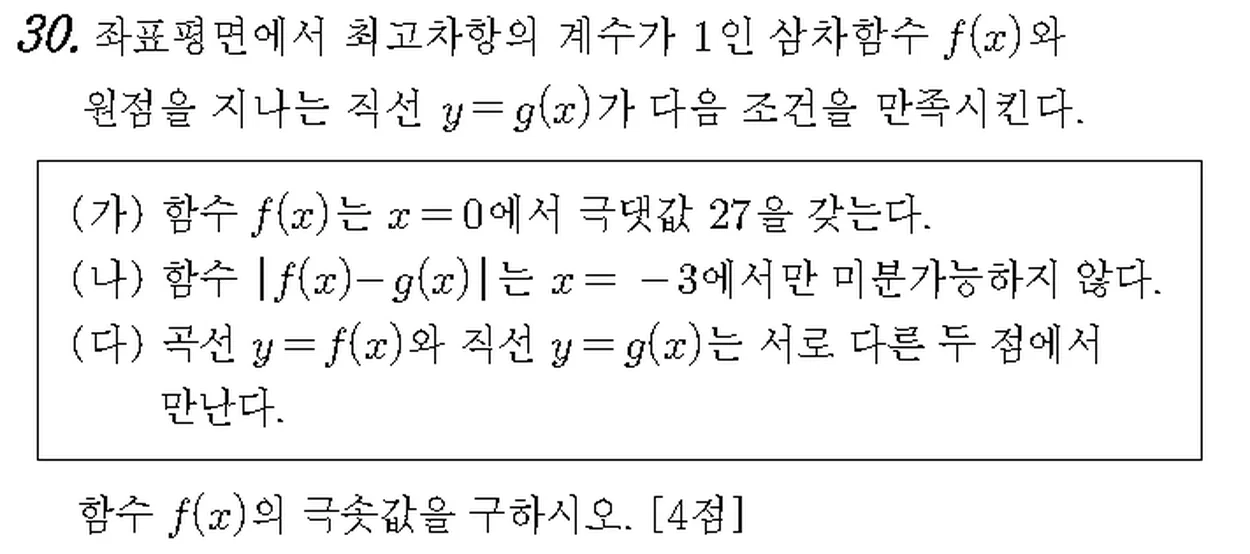 30. 좌표평면에서 최고차항의 계수가 1인 삼차함수 f(x)와
원점을 지나는 직선 y=g(x)가 다음 조건을 만족시킨다.
(가) 함수 f(x)는 x=0에서 극댓값 27을 갖는다.
(나) 함수 |f(x)-g(x)|는 x= -3에서만 미분가능하지 않다.
(다) 곡선 y=f(x)와 직선 y=g(x)는 서로 다른 두 점에서
만난다.
함수 f(x)의 극솟값을 구하시오. [4점]